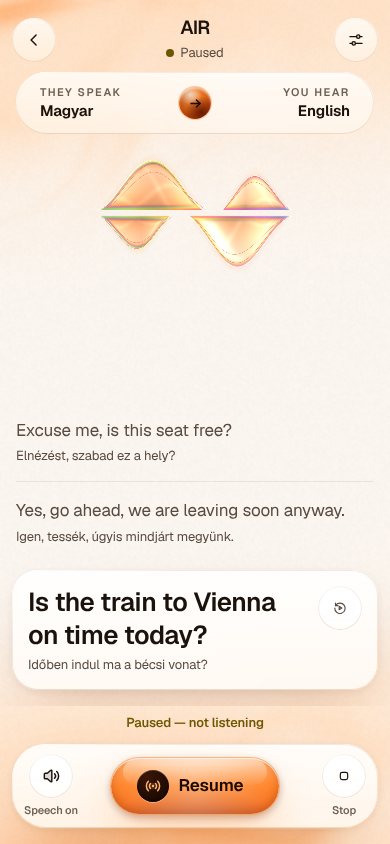 AIR
Paused
THEY SPEAK
Magyar
YOU HEAR
English
Excuse me, is this seat free?
Elnézést, szabad ez a hely?
Yes, go ahead, we are leaving soon anyway.
Igen, tessék, úgyis mindjárt megyünk.
Is the train to Vienna
on time today?
Időben indul ma a bécsi vonat?
Paused — not listening
Speech on
Resume
Stop